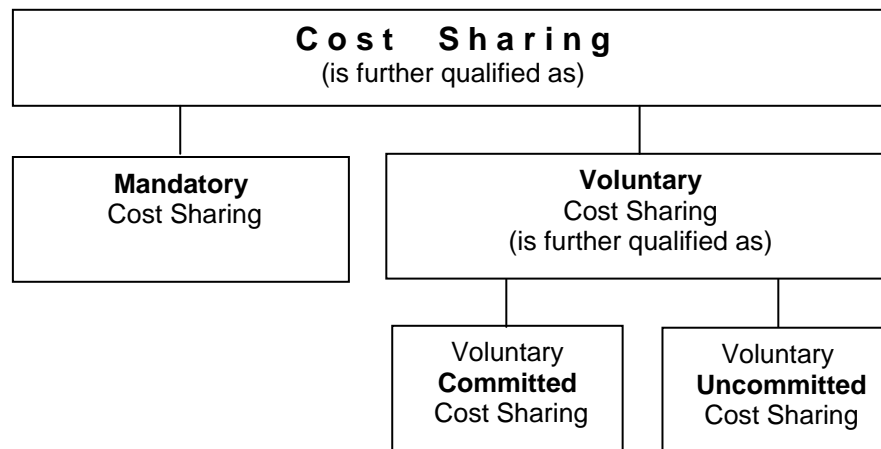 Cost Sharing
(is further qualified as)
Mandatory
Cost Sharing
Voluntary
Cost Sharing
(is further qualified as)
Voluntary
Committed
Cost Sharing
Voluntary
Uncommitted
Cost Sharing